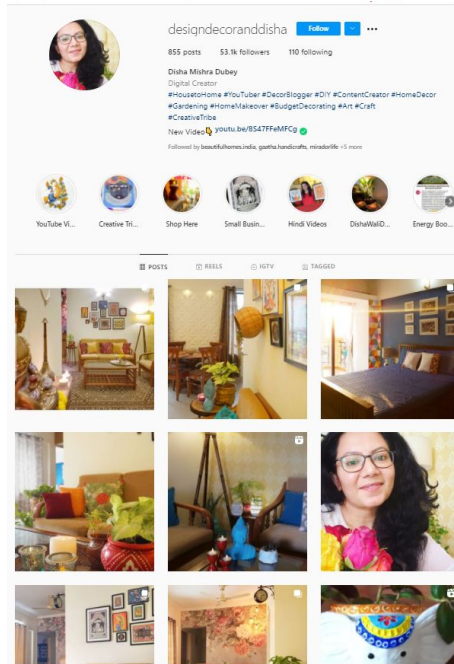 designdecoranddisha Follow
855 posts 53.1k followers 110 following
Disha Mishra Dubey
Digital Creator
#HousetoHome #YouTuber #DecorBlogger #DIY #ContentCreator #HomeDecor
#Gardening #HomeMakeover #BudgetDecorating #Art #Craft
#CreativeTribe
New Video youtu.be/8S47FFeMFCg
Followed by beautifulhomes.india, gaatha.handicrafts, miradorlife +5 more
YouTube Vi... Creative Tri... Shop Here Small Busin... Hindi Videos DishaWaliD... Energy Boo...
POSTS REELS IGTV TAGGED